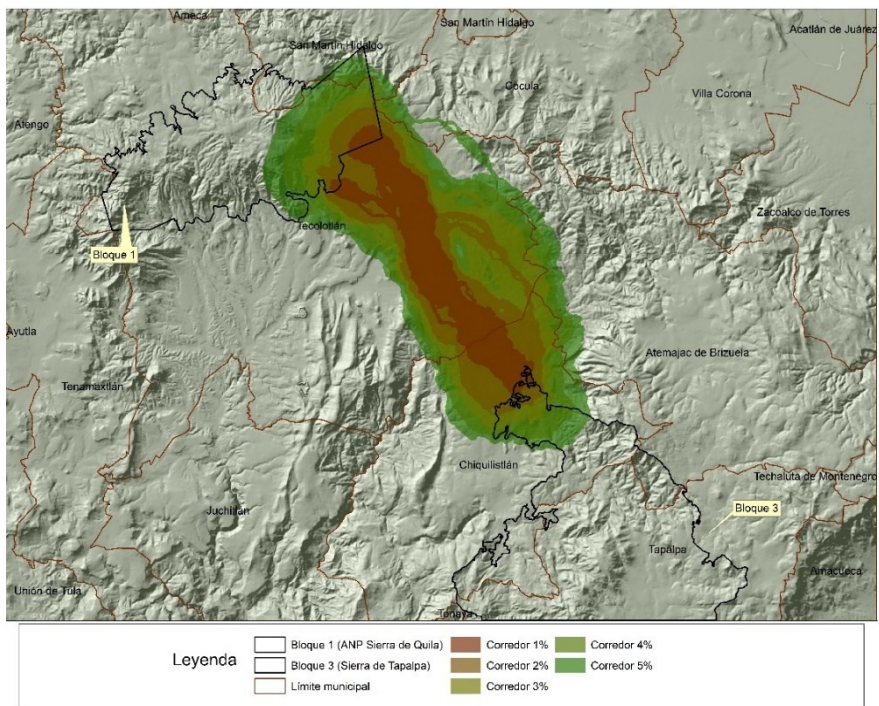 Ameca
San Martín Hidalgo
Acatlán de Juárez
San Martín Hidalgo
Cocula
Villa Corona
Atengo
Zacoalco de Torres
Tecolotlán
Bloque 1
Ayutla
Atemajac de Brizuela
Tenamaxtlán
Chiquilistlán
Techaluta de Montenegro
Juchitlán
Bloque 3
Tapalpa
Amacueca
Unión de Tula
Tonaya
Leyenda
Bloque 1 (ANP Sierra de Quila)
Corredor 1%
Corredor 4%
Bloque 3 (Sierra de Tapalpa)
Corredor 2%
Corredor 5%
Límite municipal
Corredor 3%